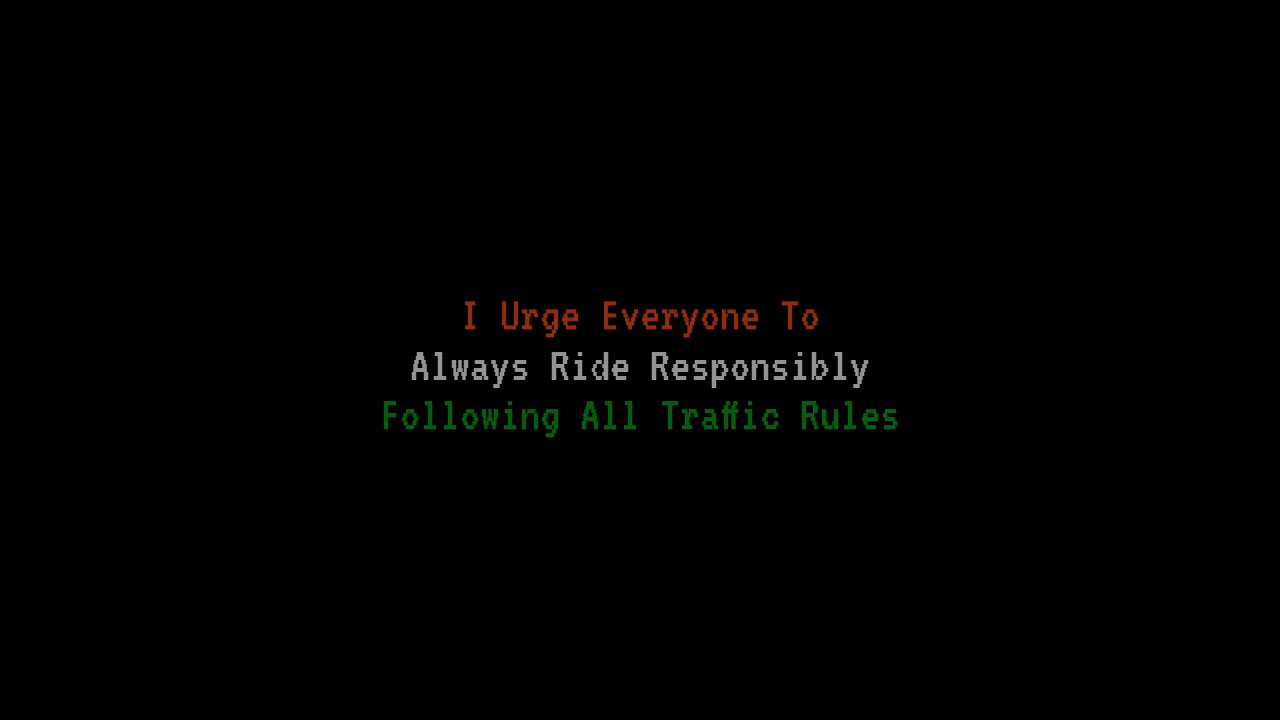 I Urge Everyone To
Always Ride Responsibly
Following All Traffic Rules